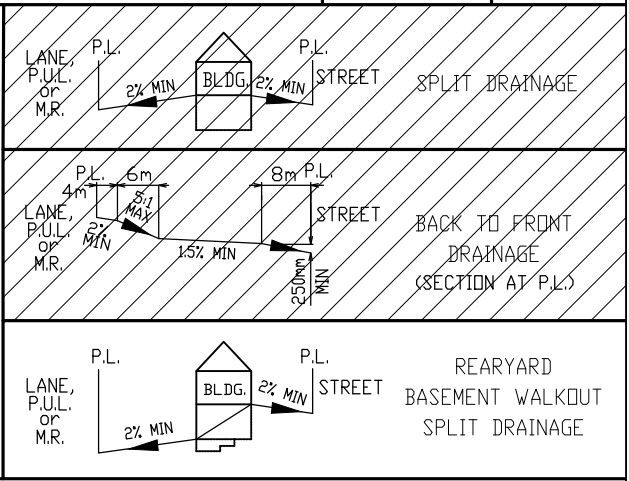 P.L.
P.L.
LANE,
P.U.L.
or
M.R.
2% MIN
BLDG.
2% MIN
STREET
SPLIT DRAINAGE
P.L.
6m
8m
P.L.
4m
5:1
MAX
LANE,
P.U.L.
or
M.R.
2%
MIN
1.5% MIN
STREET
250mm
MIN
BACK TO FRONT
DRAINAGE
(SECTION AT P.L.)
P.L.
P.L.
LANE,
P.U.L.
or
M.R.
BLDG.
2% MIN
STREET
2% MIN
REARYARD
BASEMENT WALKOUT
SPLIT DRAINAGE